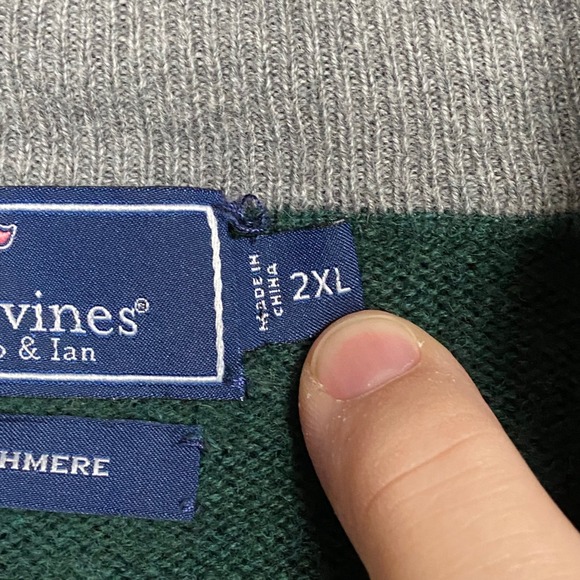 vines®
& Ian
MADE IN
CHINA
2XL
HMERE